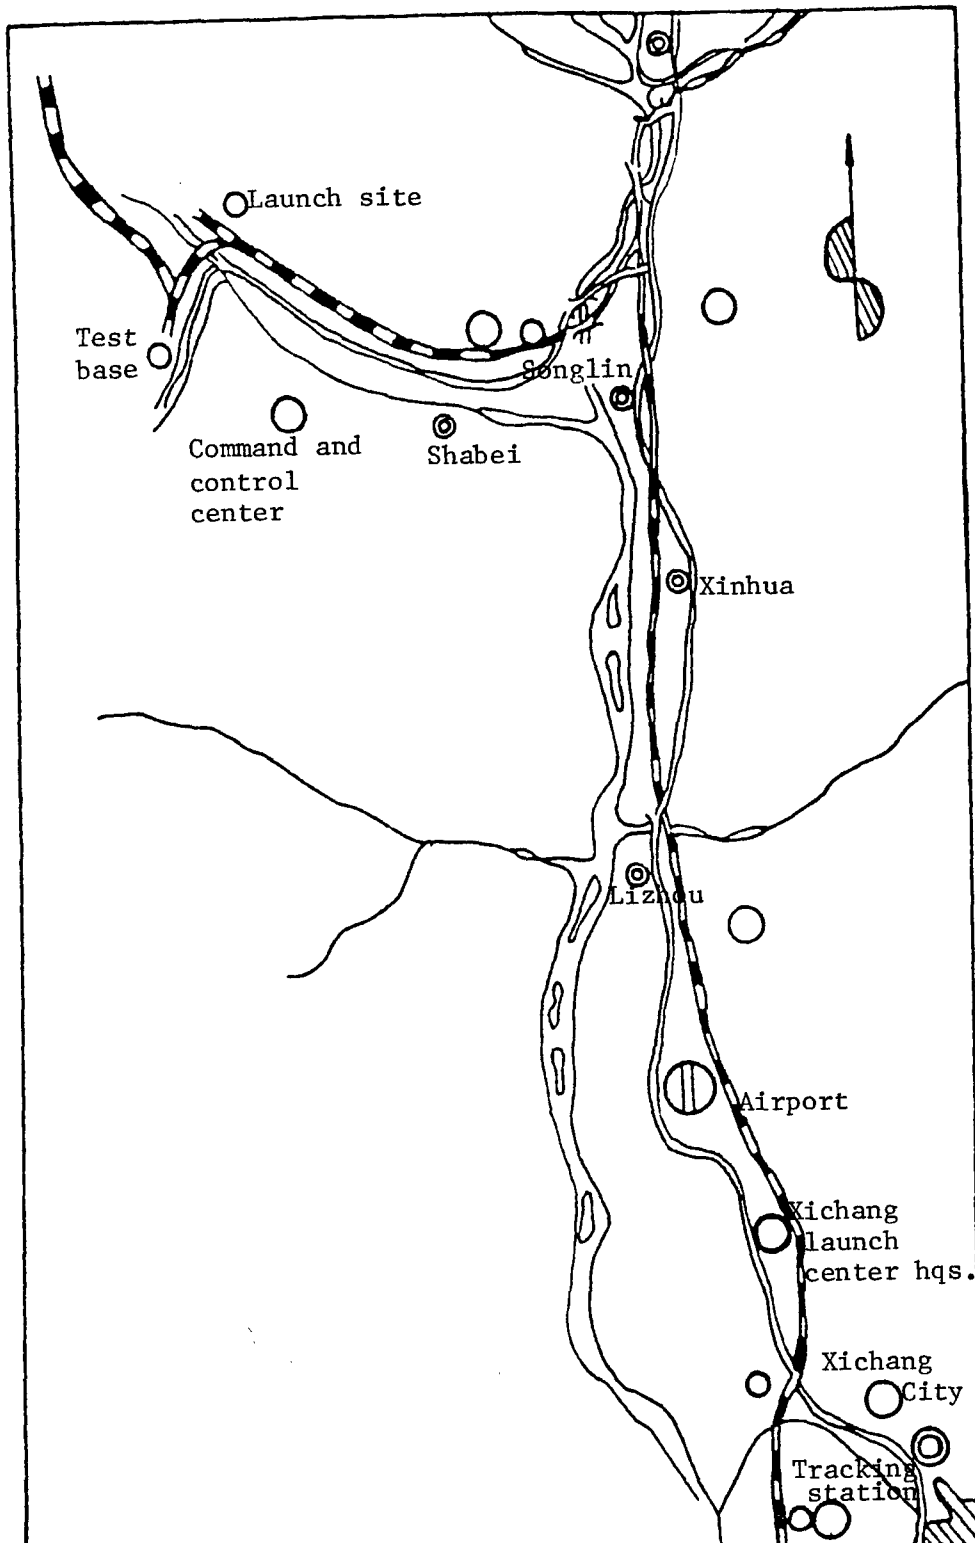 Launch site
Test
base
Songlin
Command and
control
center
Shabei
Xinhua
Lizhou
Airport
Xichang
launch
center hqs.
Xichang
City
Tracking
station